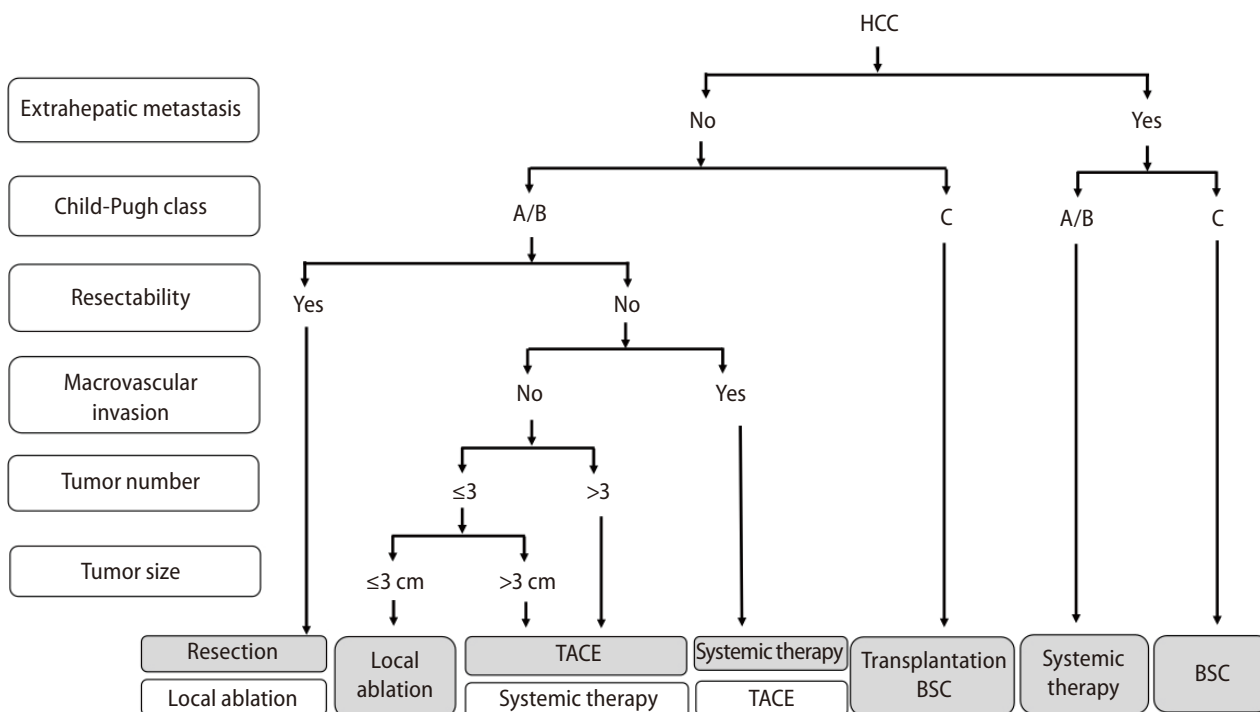 HCC
Extrahepatic metastasis
No
Yes
Child-Pugh class
A/B
C
A/B
C
Resectability
Yes
No
Macrovascular
invasion
No
Yes
Tumor number
≤3
>3
Tumor size
≤3 cm
>3 cm
Resection
Local ablation
Local
ablation
TACE
Systemic therapy
Systemic therapy
TACE
Transplantation
BSC
Systemic
therapy
BSC